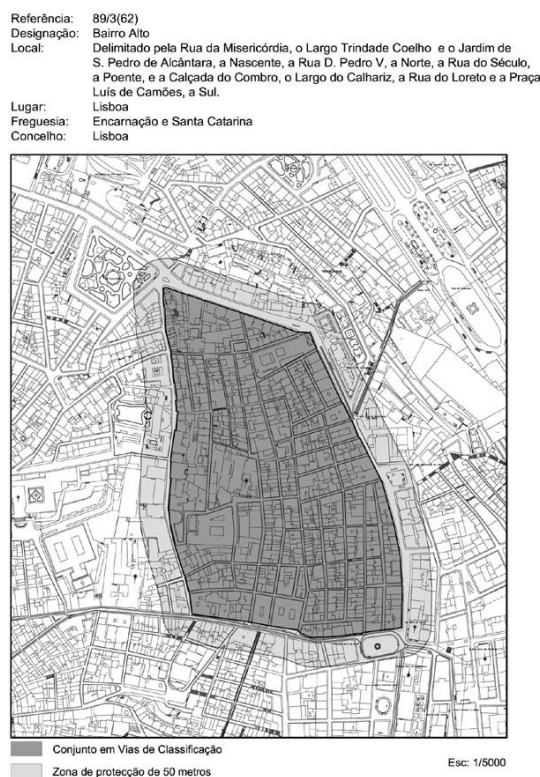 Referência: 89/3(62)
Designação: Bairro Alto
Local: Delimitado pela Rua da Misericórdia, o Largo Trindade Coelho e o Jardim de
S. Pedro de Alcântara, a Nascente, a Rua D. Pedro V, a Norte, a Rua do Século,
a Poente, e a Calçada do Combro, o Largo do Calhariz, a Rua do Loreto e a Praça
Luís de Camões, a Sul.
Lugar: Lisboa
Freguesia: Encarnação e Santa Catarina
Concelho: Lisboa
Conjunto em Vias de Classificação
Zona de protecção de 50 metros
Esc: 1/5000